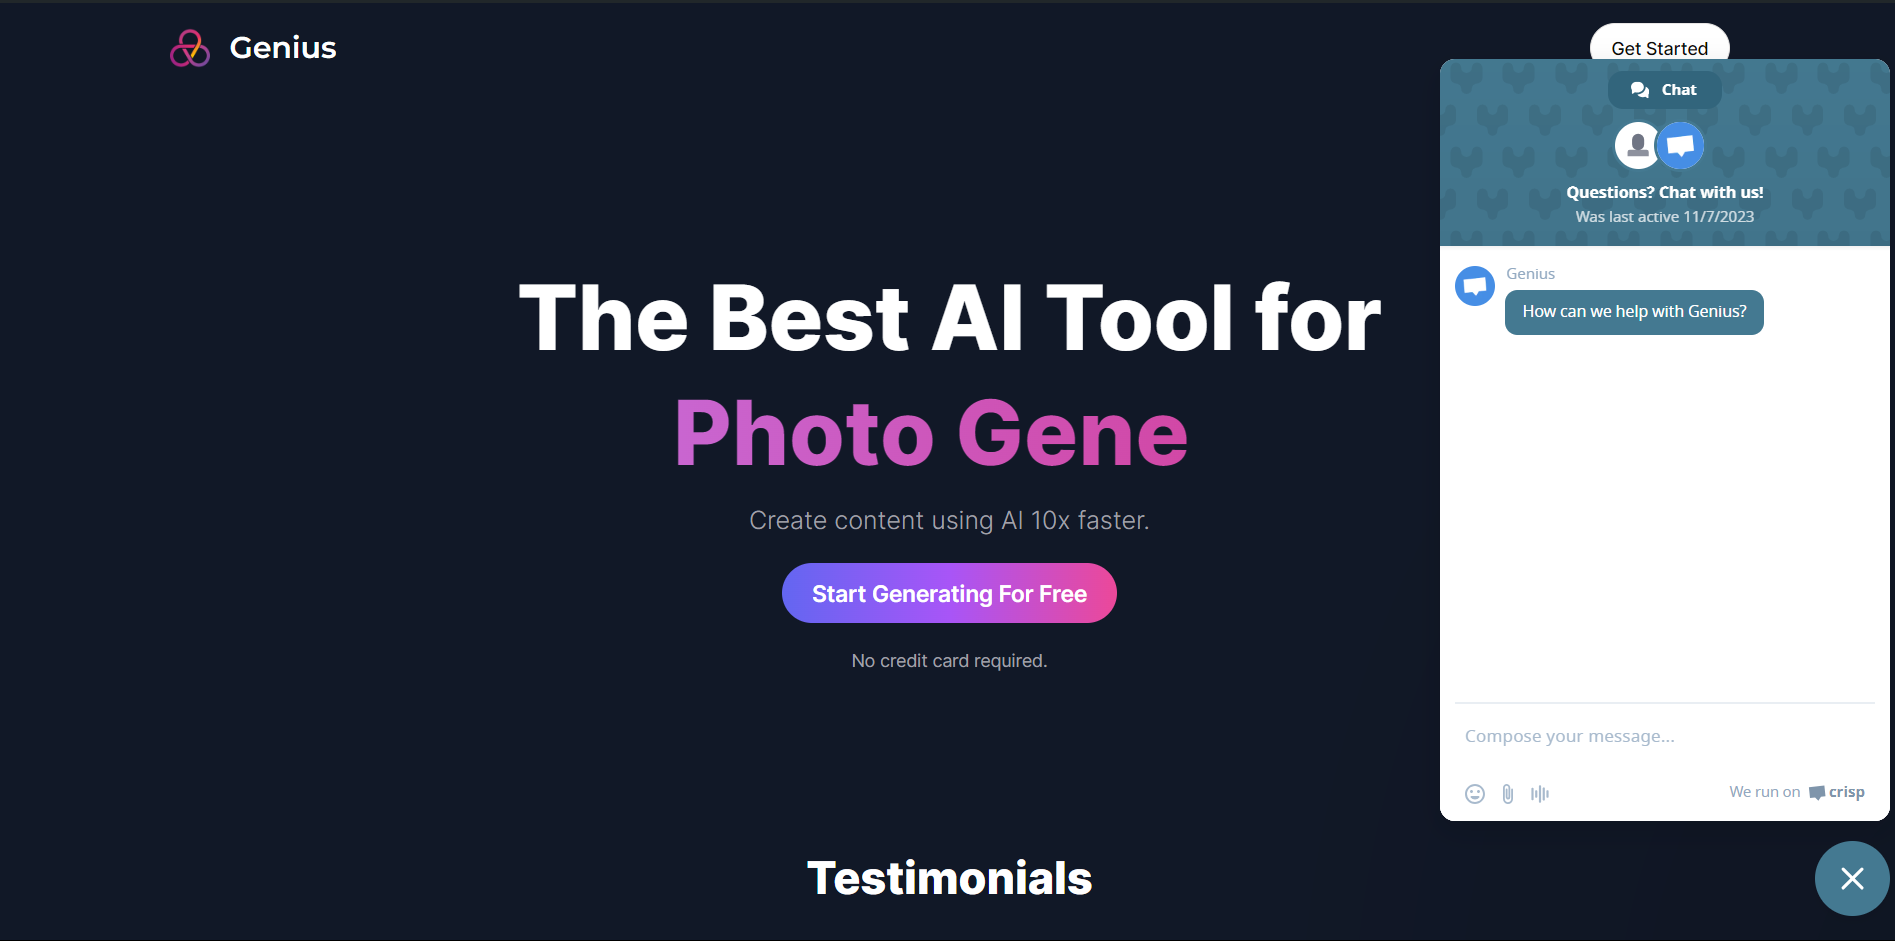 Genius
Get Started
The Best AI Tool for
Photo Gene
Create content using AI 10x faster.
Start Generating For Free
No credit card required.
Testimonials
Chat
Questions? Chat with us!
Was last active 11/7/2023
Genius
How can we help with Genius?
Compose your message...
We run on crisp